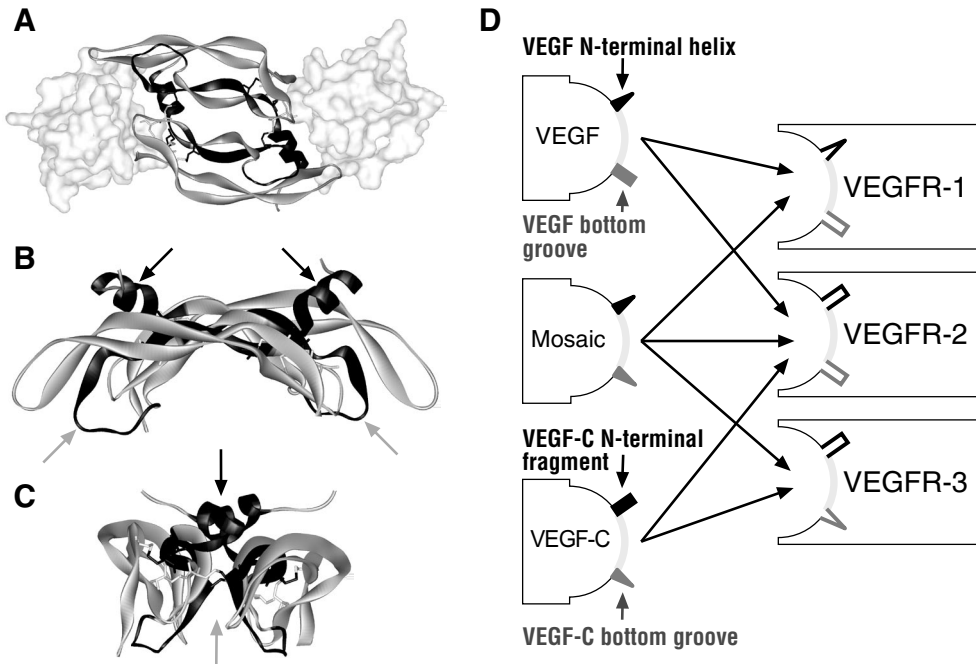 A
B
C
D
VEGF N-terminal helix
VEGF
VEGF bottom
groove
Mosaic
VEGF-C N-terminal
fragment
VEGF-C
VEGF-C bottom groove
VEGFR-1
VEGFR-2
VEGFR-3